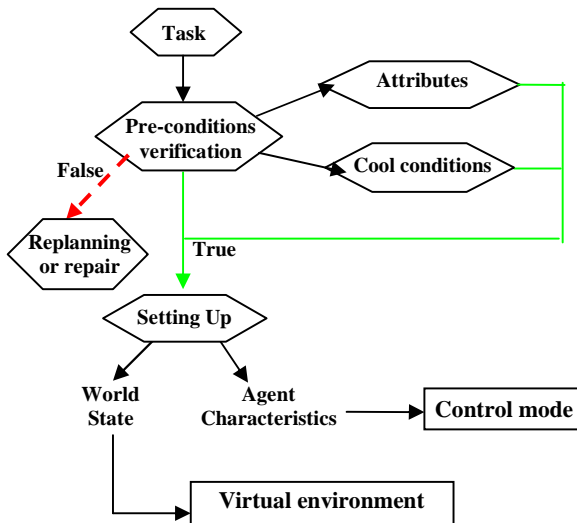 Task
Attributes
Pre-conditions
verification
Cool conditions
False
Replanning
or repair
True
Setting Up
World
State
Agent
Characteristics
Control mode
Virtual environment